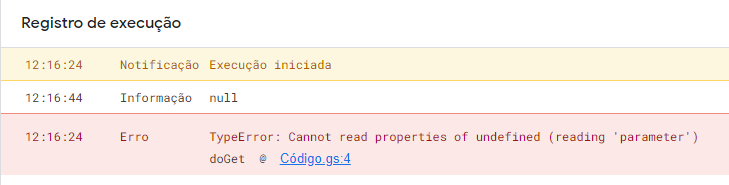 Registro de execução
12:16:24 Notificação Execução iniciada
12:16:44 Informação null
12:16:24 Erro TypeError: Cannot read properties of undefined (reading 'parameter')
doGet @ Código.gs:4